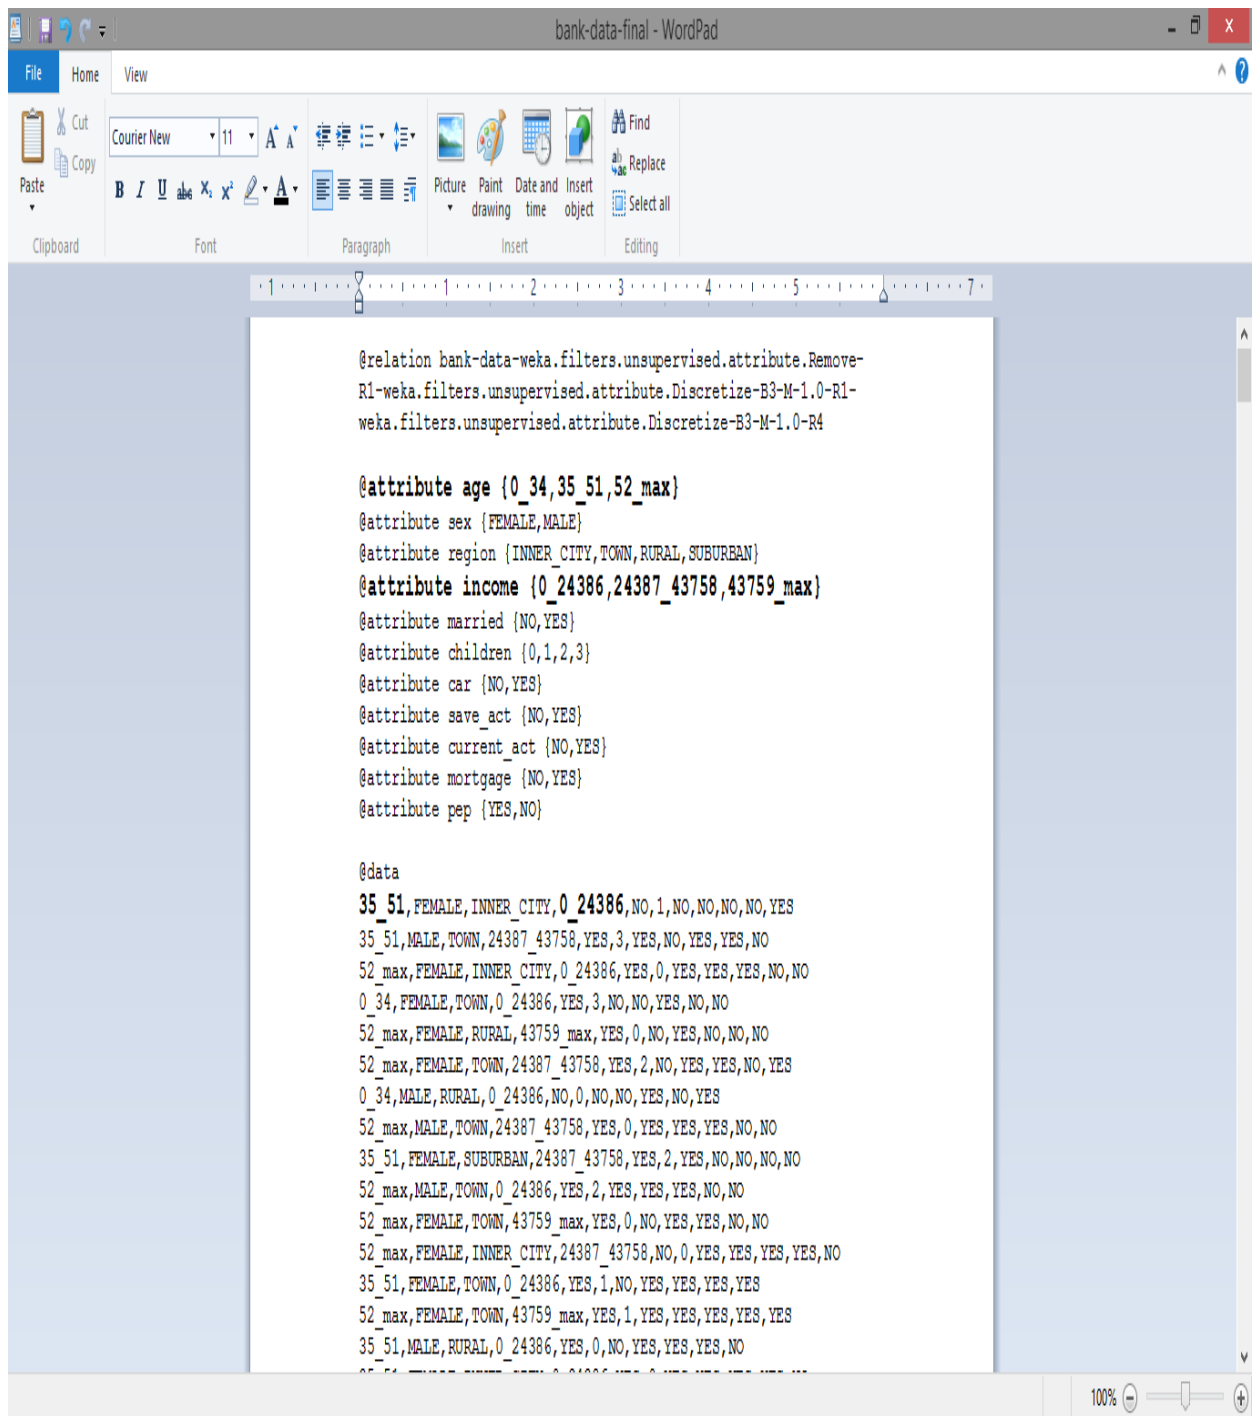 bank-data-final - WordPad
X
File Home View
?
Paste
Cut
Copy
Clipboard
Courier New 11 A A
B I U abc X₂ X² A
Font
Paragraph
Picture
Paint drawing
Date and time
Insert object
Insert
Find
Replace
Select all
Editing
1 1 2 3 4 5 7
@relation bank-data-weka.filters.unsupervised.attribute.Remove-
R1-weka.filters.unsupervised.attribute.Discretize-B3-M-1.0-R1-
weka.filters.unsupervised.attribute.Discretize-B3-M-1.0-R4
@attribute age {0_34,35_51,52_max}
@attribute sex {FEMALE,MALE}
@attribute region {INNER_CITY,TOWN,RURAL,SUBURBAN}
@attribute income {0_24386,24387_43758,43759_max}
@attribute married {NO,YES}
@attribute children {0,1,2,3}
@attribute car {NO,YES}
@attribute save_act {NO,YES}
@attribute current_act {NO,YES}
@attribute mortgage {NO,YES}
@attribute pep {YES,NO}
@data
35_51,FEMALE,INNER_CITY,0_24386,NO,1,NO,NO,NO,NO,YES
35_51,MALE,TOWN,24387_43758,YES,3,YES,NO,YES,YES,NO
52_max,FEMALE,INNER_CITY,0_24386,YES,0,YES,YES,YES,NO,NO
0_34,FEMALE,TOWN,0_24386,YES,3,NO,NO,YES,NO,NO
52_max,FEMALE,RURAL,43759_max,YES,0,NO,YES,NO,NO,NO
52_max,FEMALE,TOWN,24387_43758,YES,2,NO,YES,YES,NO,YES
0_34,MALE,RURAL,0_24386,NO,0,NO,NO,YES,NO,YES
52_max,MALE,TOWN,24387_43758,YES,0,YES,YES,YES,NO,NO
35_51,FEMALE,SUBURBAN,24387_43758,YES,2,YES,NO,NO,NO,NO
52_max,MALE,TOWN,0_24386,YES,2,YES,YES,YES,NO,NO
52_max,FEMALE,TOWN,43759_max,YES,0,NO,YES,YES,NO,NO
52_max,FEMALE,INNER_CITY,24387_43758,NO,0,YES,YES,YES,YES,NO
35_51,FEMALE,TOWN,0_24386,YES,1,NO,YES,YES,YES,YES
52_max,FEMALE,TOWN,43759_max,YES,1,YES,YES,YES,YES,YES
35_51,MALE,RURAL,0_24386,YES,0,NO,YES,YES,YES,NO
100%